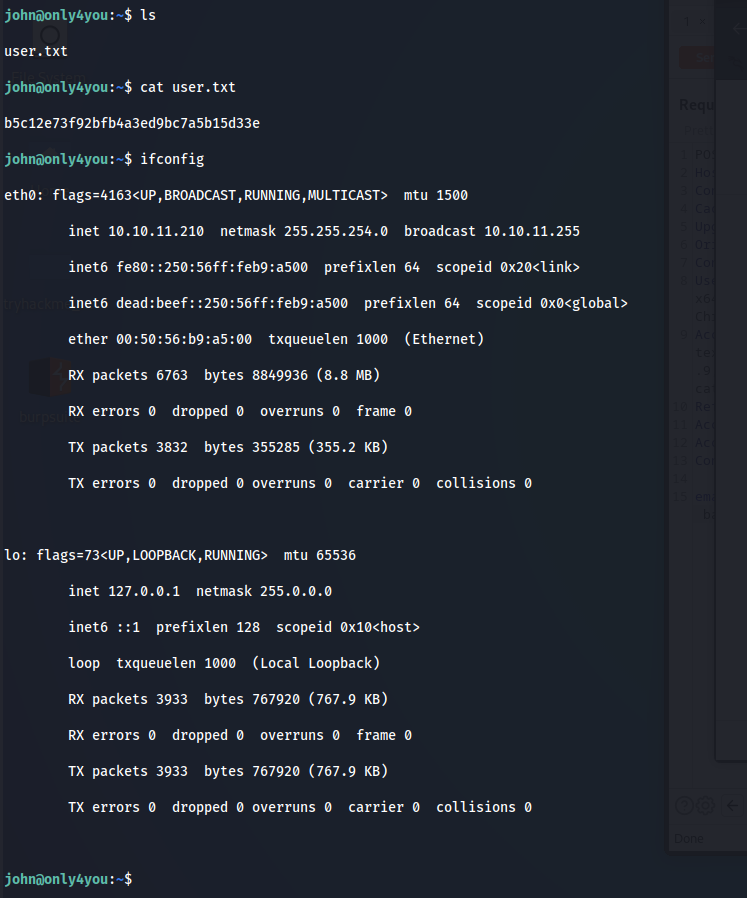 john@only4you:~$ ls
user.txt
john@only4you:~$ cat user.txt
b5c12e73f92bfb4a3ed9bc7a5b15d33e
john@only4you:~$ ifconfig
eth0: flags=4163<UP,BROADCAST,RUNNING,MULTICAST>  mtu 1500
        inet 10.10.11.210  netmask 255.255.254.0  broadcast 10.10.11.255
        inet6 fe80::250:56ff:feb9:a500  prefixlen 64  scopeid 0x20<link>
        inet6 dead:beef::250:56ff:feb9:a500  prefixlen 64  scopeid 0x0<global>
        ether 00:50:56:b9:a5:00  txqueuelen 1000  (Ethernet)
        RX packets 6763  bytes 8849936 (8.8 MB)
        RX errors 0  dropped 0  overruns 0  frame 0
        TX packets 3832  bytes 355285 (355.2 KB)
        TX errors 0  dropped 0 overruns 0  carrier 0  collisions 0
lo: flags=73<UP,LOOPBACK,RUNNING>  mtu 65536
        inet 127.0.0.1  netmask 255.0.0.0
        inet6 ::1  prefixlen 128  scopeid 0x10<host>
        loop  txqueuelen 1000  (Local Loopback)
        RX packets 3933  bytes 767920 (767.9 KB)
        RX errors 0  dropped 0  overruns 0  frame 0
        TX packets 3933  bytes 767920 (767.9 KB)
        TX errors 0  dropped 0 overruns 0  carrier 0  collisions 0
john@only4you:~$
Requ
Done